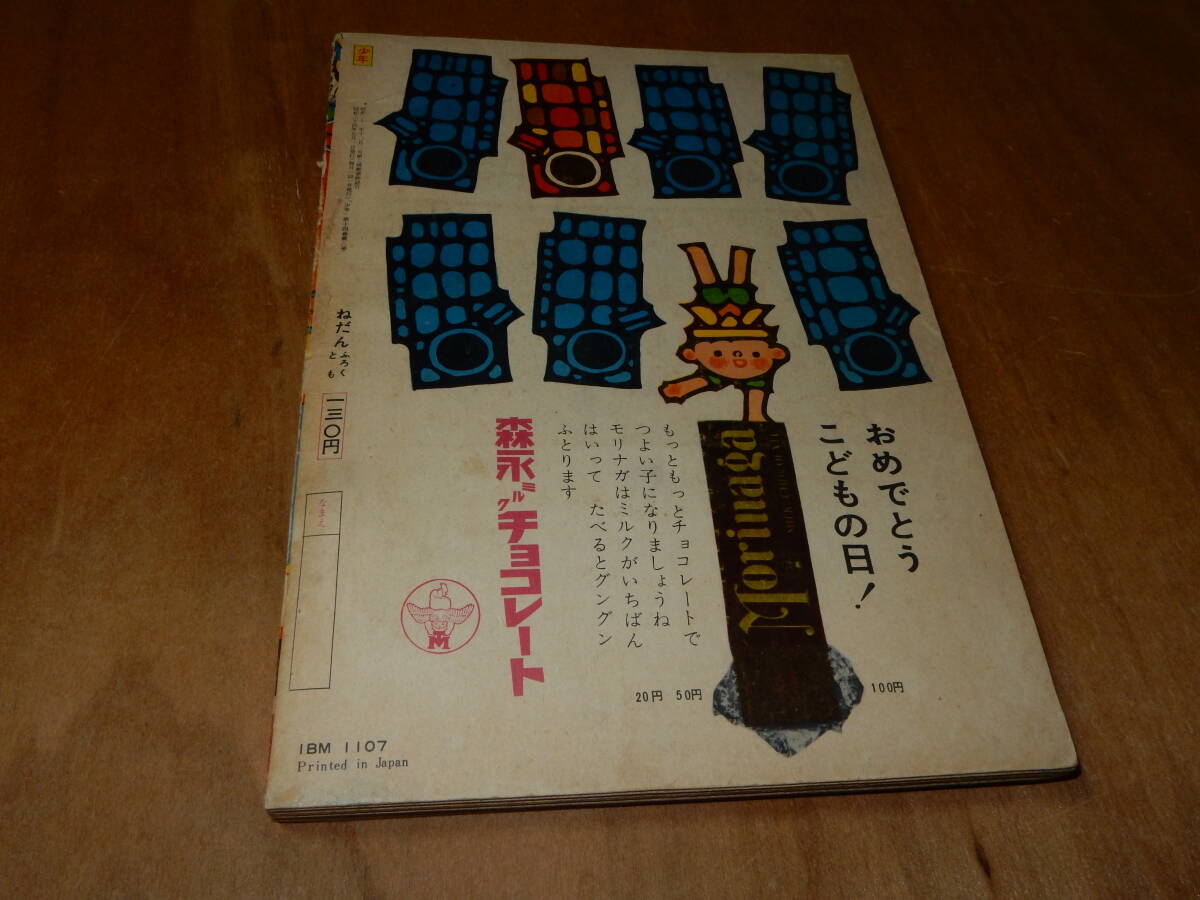 少年
おめでとう
こどもの日!
もっともっとチョコレートで
つよい子になりましょうね
モリナガはミルクがいちばん
はいって たべるとグングン
ふとります
森永ミルクチョコレート
Morinaga
20円 50円
100円
TM
ねだん
ふろく
とも
一三〇円
なまえ
IBM 1107
Printed in Japan